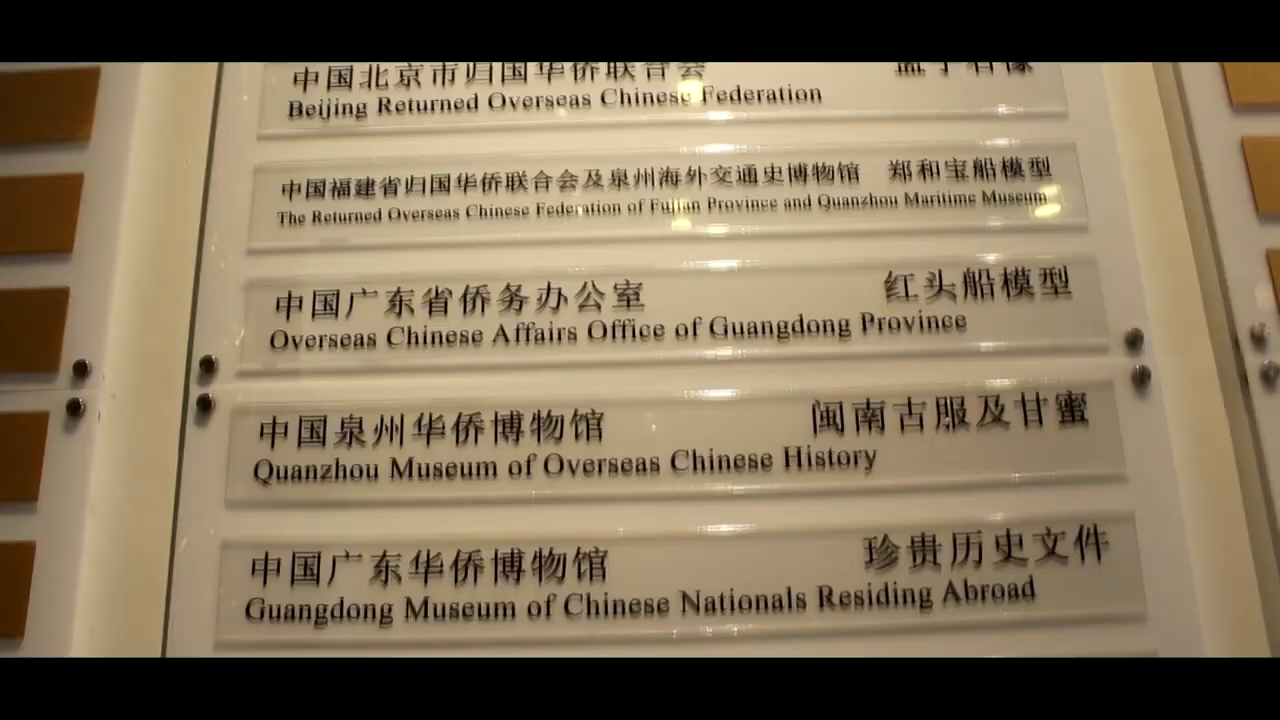 中国北京市归国华侨联合会
Beijing Returned Overseas Chinese Federation
中国福建省归国华侨联合会及泉州海外交通史博物馆 郑和宝船模型
The Returned Overseas Chinese Federation of Fujian Province and Quanzhou Maritime Museum
中国广东省侨务办公室 红头船模型
Overseas Chinese Affairs Office of Guangdong Province
中国泉州华侨博物馆 闽南古服及甘蜜
Quanzhou Museum of Overseas Chinese History
中国广东华侨博物馆 珍贵历史文件
Guangdong Museum of Chinese Nationals Residing Abroad